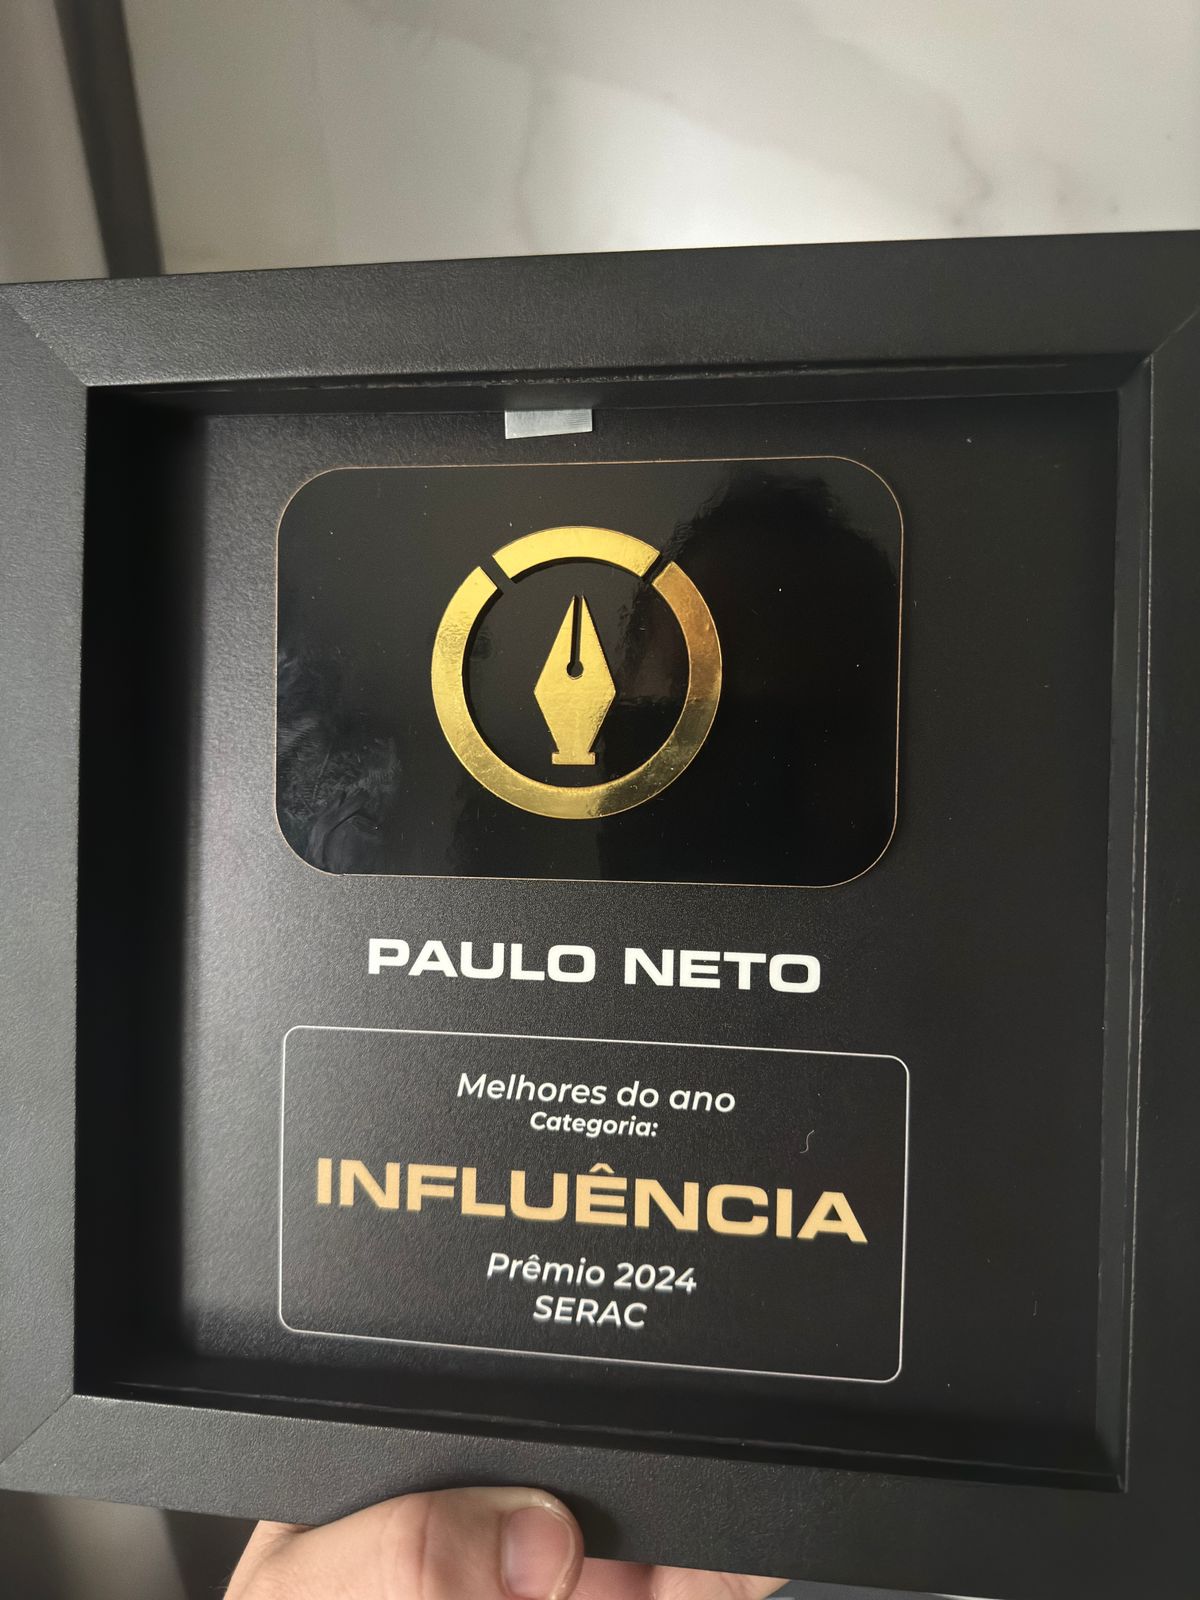 PAULO NETO
Melhores do ano
Categoria:
INFLUÊNCIA
Prêmio 2024
SERAC